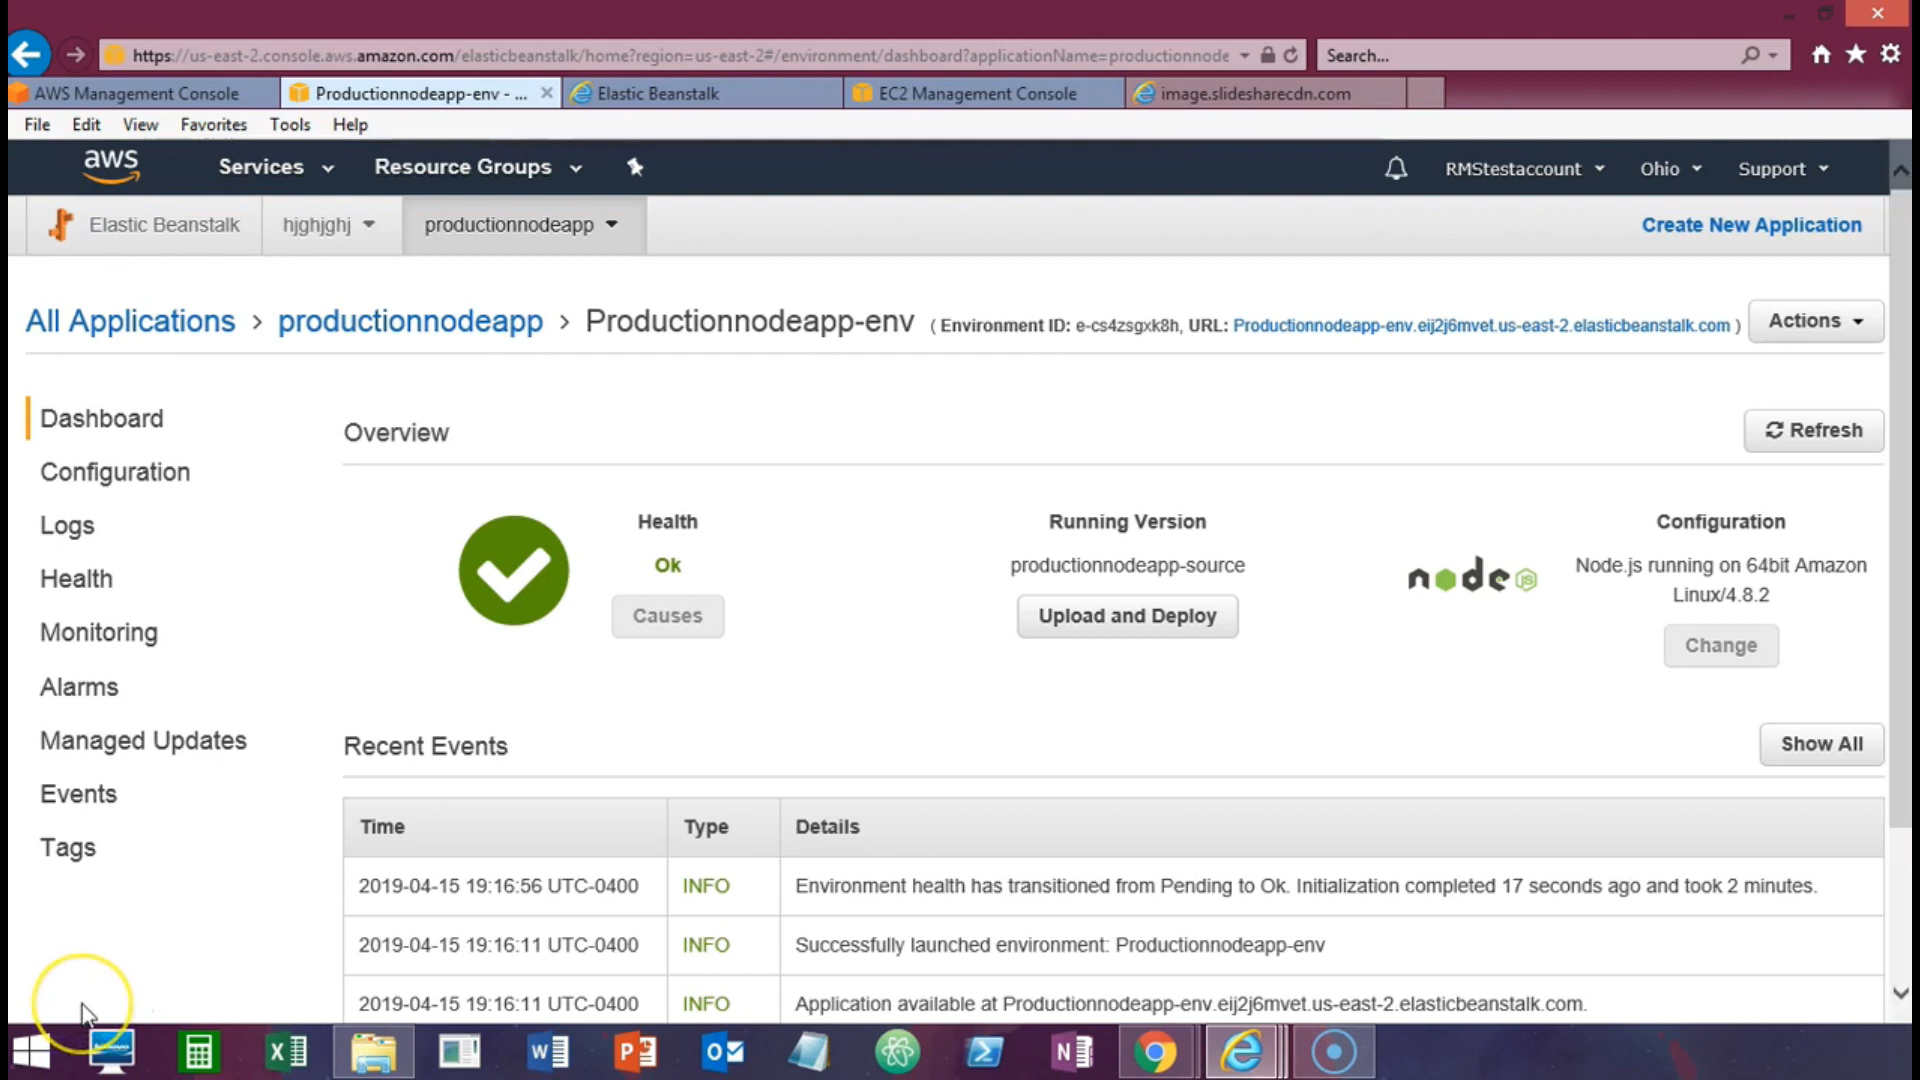 https://us-east-2.console.aws.amazon.com/elasticbeanstalk/home?region=us-east-2#/environment/dashboard?applicationName=productionnode
Search...
AWS Management Console
Productionnodeapp-env - ...
Elastic Beanstalk
EC2 Management Console
image.slidesharecdn.com
File Edit View Favorites Tools Help
aws
Services
Resource Groups
RMStestaccount
Ohio
Support
Elastic Beanstalk
hjghjghj
productionnodeapp
Create New Application
All Applications > productionnodeapp > Productionnodeapp-env ( Environment ID: e-cs4zsgxk8h, URL: Productionnodeapp-env.eij2j6mvet.us-east-2.elasticbeanstalk.com )
Actions
Dashboard
Configuration
Logs
Health
Monitoring
Alarms
Managed Updates
Events
Tags
Overview
Refresh
Health
Ok
Causes
Running Version
productionnodeapp-source
Upload and Deploy
node JS
Configuration
Node.js running on 64bit Amazon
Linux/4.8.2
Change
Recent Events
Show All
Time Type Details
2019-04-15 19:16:56 UTC-0400 INFO Environment health has transitioned from Pending to Ok. Initialization completed 17 seconds ago and took 2 minutes.
2019-04-15 19:16:11 UTC-0400 INFO Successfully launched environment: Productionnodeapp-env
2019-04-15 19:16:11 UTC-0400 INFO Application available at Productionnodeapp-env.eij2j6mvet.us-east-2.elasticbeanstalk.com.